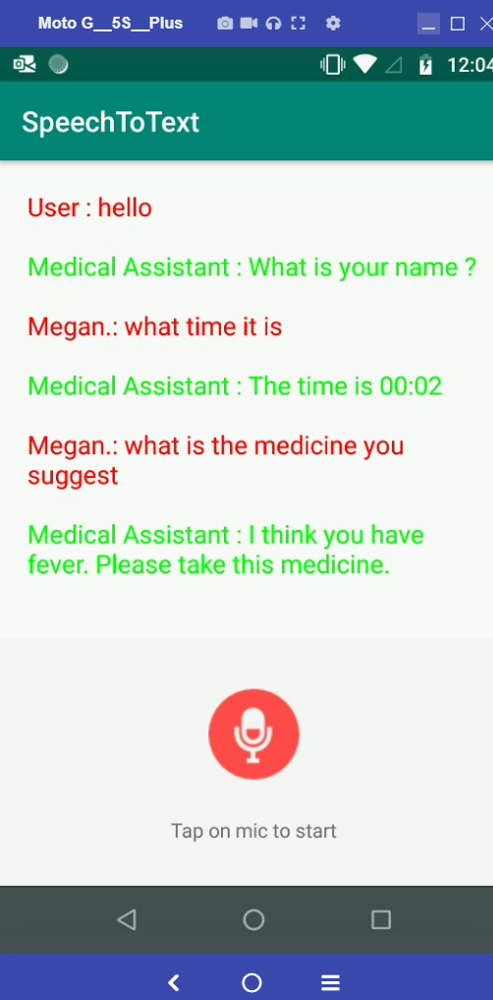 Moto G__5S__Plus
12:04
SpeechToText
User : hello
Medical Assistant : What is your name ?
Megan.: what time it is
Medical Assistant : The time is 00:02
Megan.: what is the medicine you
suggest
Medical Assistant : I think you have
fever. Please take this medicine.
Tap on mic to start